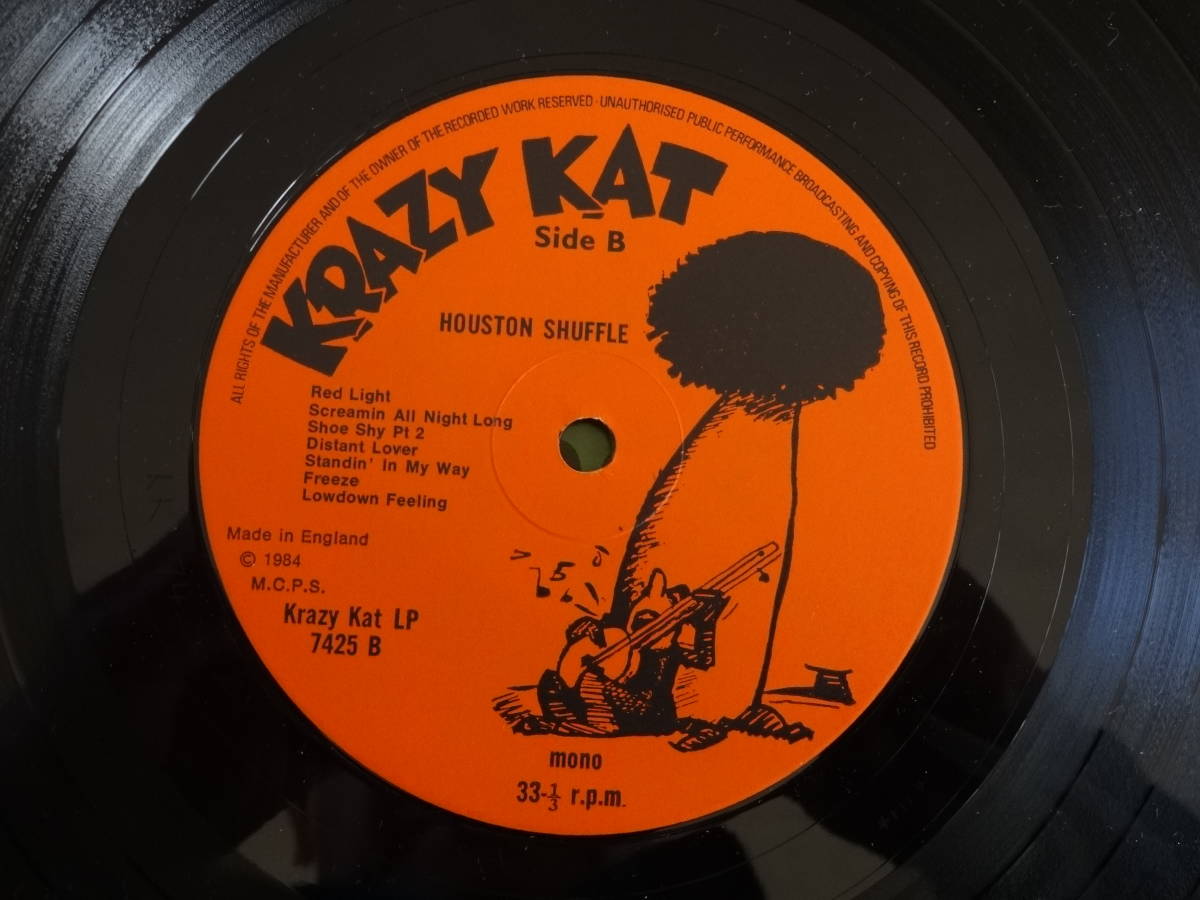 ALL RIGHTS OF THE MANUFACTURER AND OF THE OWNER OF THE RECORDED WORK RESERVED · UNAUTHORISED PUBLIC PERFORMANCE BROADCASTING AND COPYING OF THIS RECORD PROHIBITED
KRAZY KAT
Side B
HOUSTON SHUFFLE
Red Light
Screamin All Night Long
Shoe Shy Pt 2
Distant Lover
Standin' In My Way
Freeze
Lowdown Feeling
Made in England
© 1984
M.C.P.S.
Krazy Kat LP
7425 B
mono
33-⅓ r.p.m.